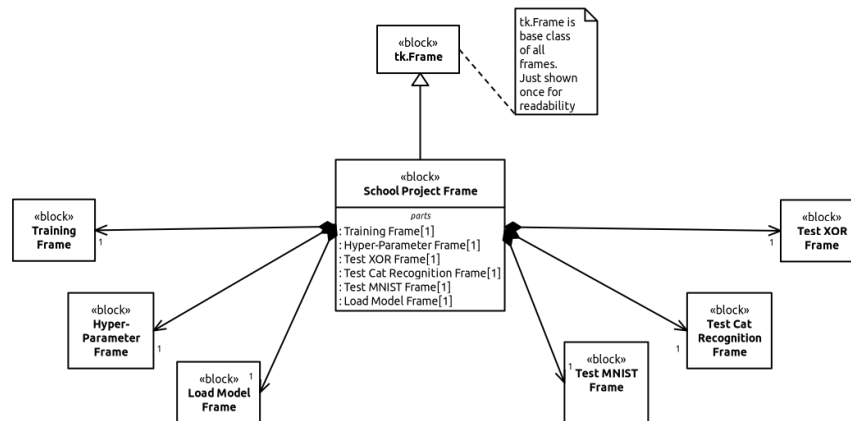 «block»
tk.Frame
tk.Frame is
base class
of all
frames.
Just shown
once for
readability
«block»
School Project Frame
parts
: Training Frame[1]
: Hyper-Parameter Frame[1]
: Test XOR Frame[1]
: Test Cat Recognition Frame[1]
: Test MNIST Frame[1]
: Load Model Frame[1]
«block»
Training
Frame
1
«block»
Test XOR
Frame
1
«block»
Hyper-
Parameter
Frame
1
«block»
Test Cat
Recognition
Frame
1
«block»
Load Model
Frame
1
«block»
Test MNIST
Frame
1